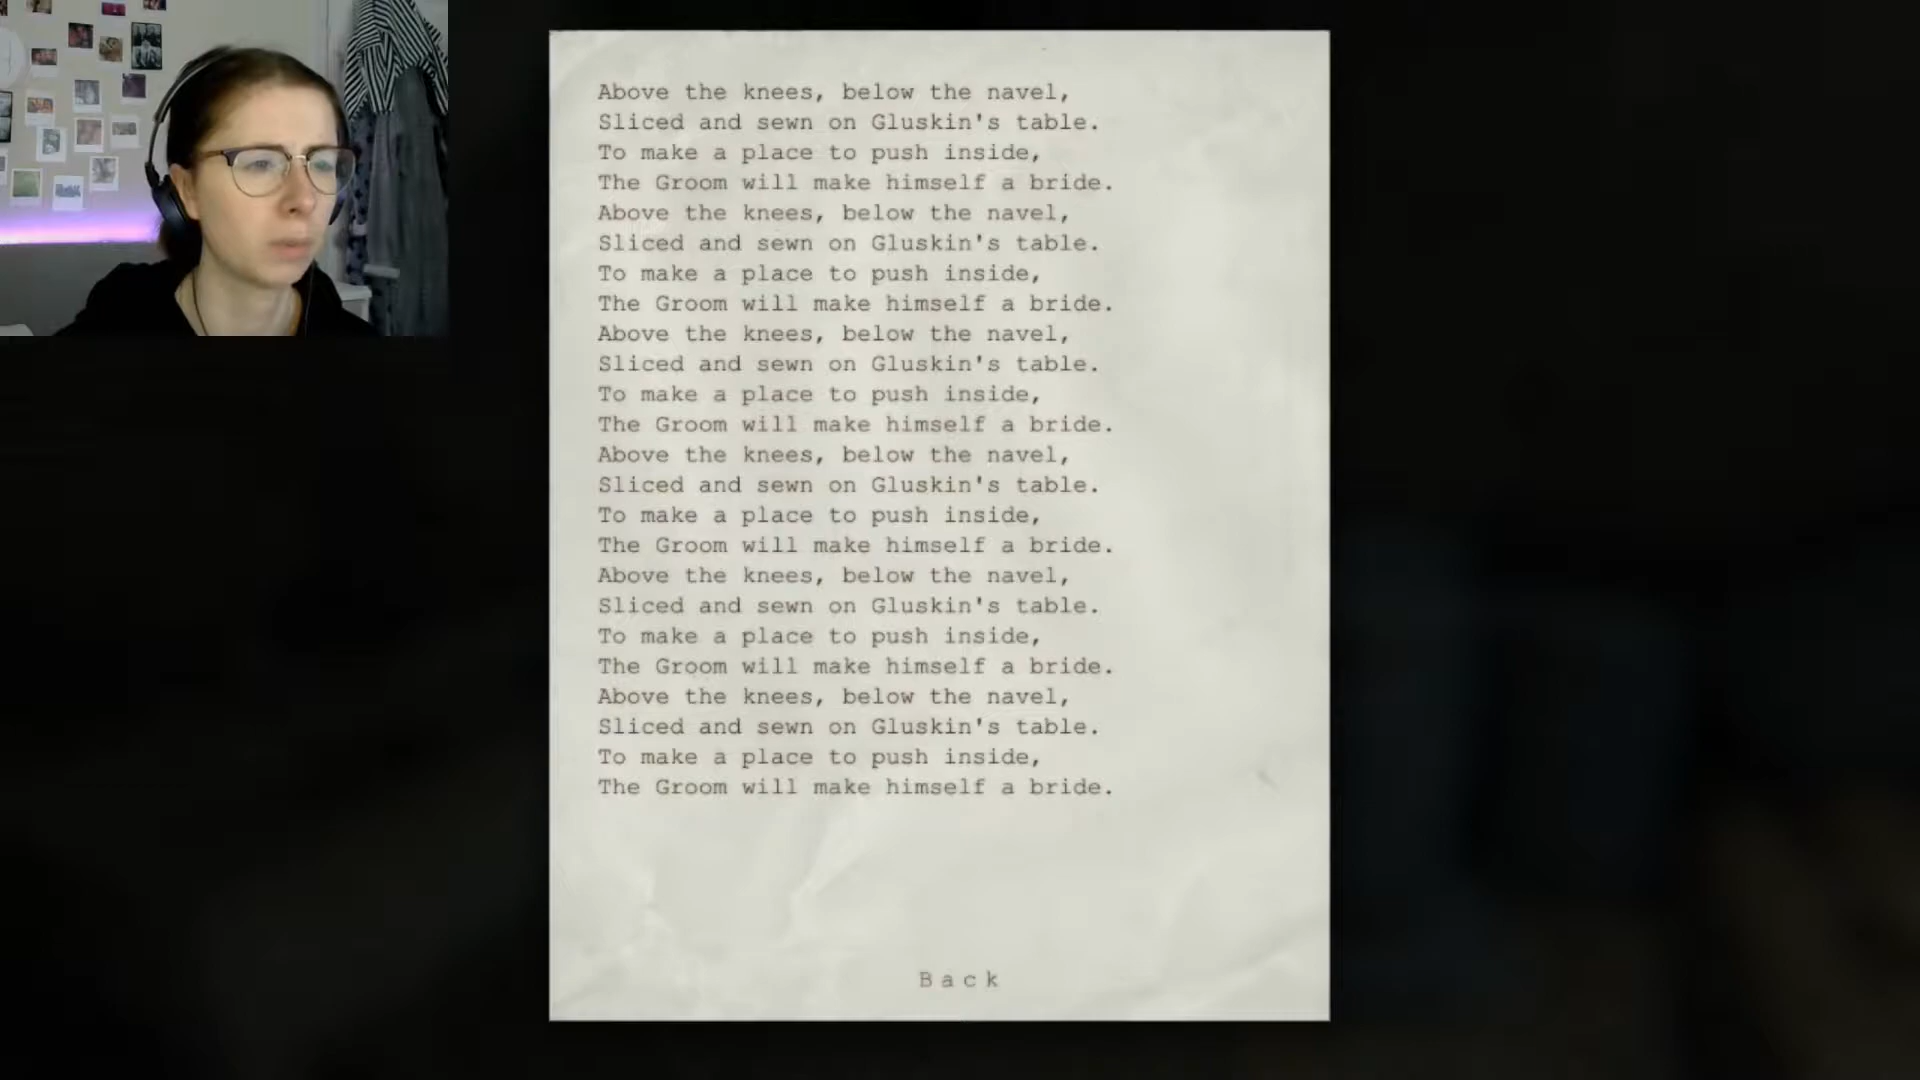 Above the knees, below the navel,
Sliced and sewn on Gluskin's table.
To make a place to push inside,
The Groom will make himself a bride.
Above the knees, below the navel,
Sliced and sewn on Gluskin's table.
To make a place to push inside,
The Groom will make himself a bride.
Above the knees, below the navel,
Sliced and sewn on Gluskin's table.
To make a place to push inside,
The Groom will make himself a bride.
Above the knees, below the navel,
Sliced and sewn on Gluskin's table.
To make a place to push inside,
The Groom will make himself a bride.
Above the knees, below the navel,
Sliced and sewn on Gluskin's table.
To make a place to push inside,
The Groom will make himself a bride.
Above the knees, below the navel,
Sliced and sewn on Gluskin's table.
To make a place to push inside,
The Groom will make himself a bride.
Back